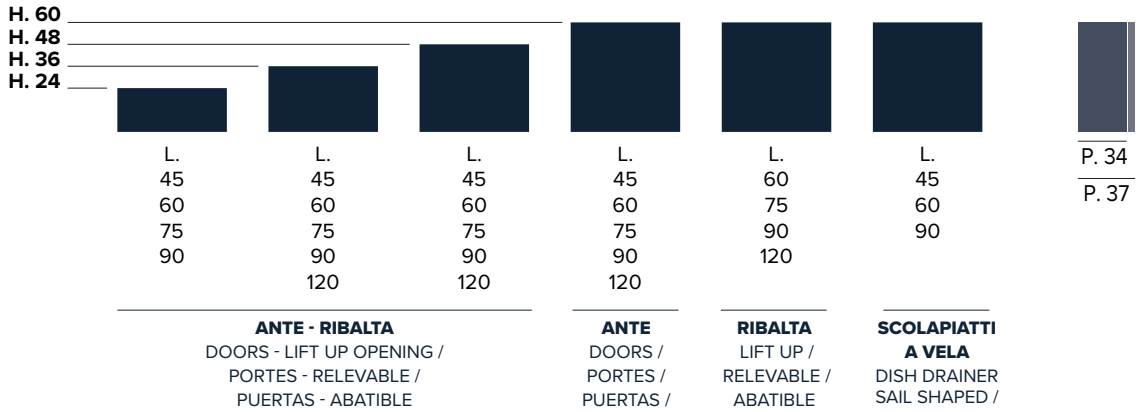 H. 60
H. 48
H. 36
H. 24
L.
45
60
75
90
L.
45
60
75
90
120
L.
45
60
75
90
120
L.
45
60
75
90
120
L.
60
75
90
120
L.
45
60
90
P. 34
P. 37
ANTE - RIBALTA
DOORS - LIFT UP OPENING /
PORTES - RELEVABLE /
PUERTAS - ABATIBLE
ANTE
DOORS /
PORTES /
PUERTAS /
RIBALTA
LIFT UP /
RELEVABLE /
ABATIBLE
SCOLAPIATTI
A VELA
DISH DRAINER
SAIL SHAPED /